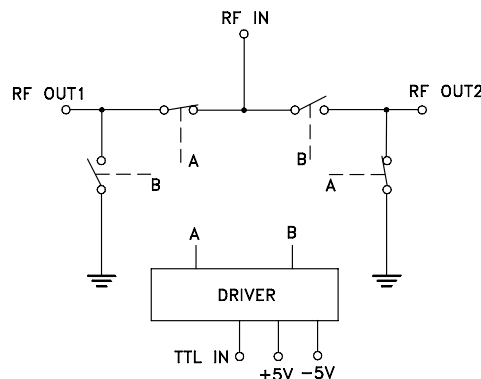 RF IN
RF OUT1
RF OUT2
A
B
B
A
A
B
DRIVER
TTL IN
+5V
-5V